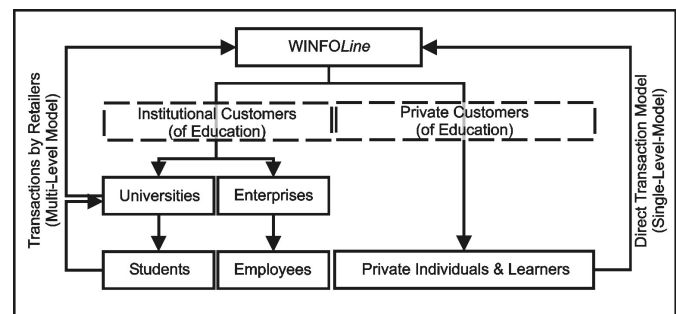 WINFOLine
Institutional Customers
(of Education)
Private Customers
(of Education)
Universities
Enterprises
Students
Employees
Private Individuals & Learners
Transactions by Retailers
(Multi-Level Model)
Direct Transaction Model
(Single-Level-Model)